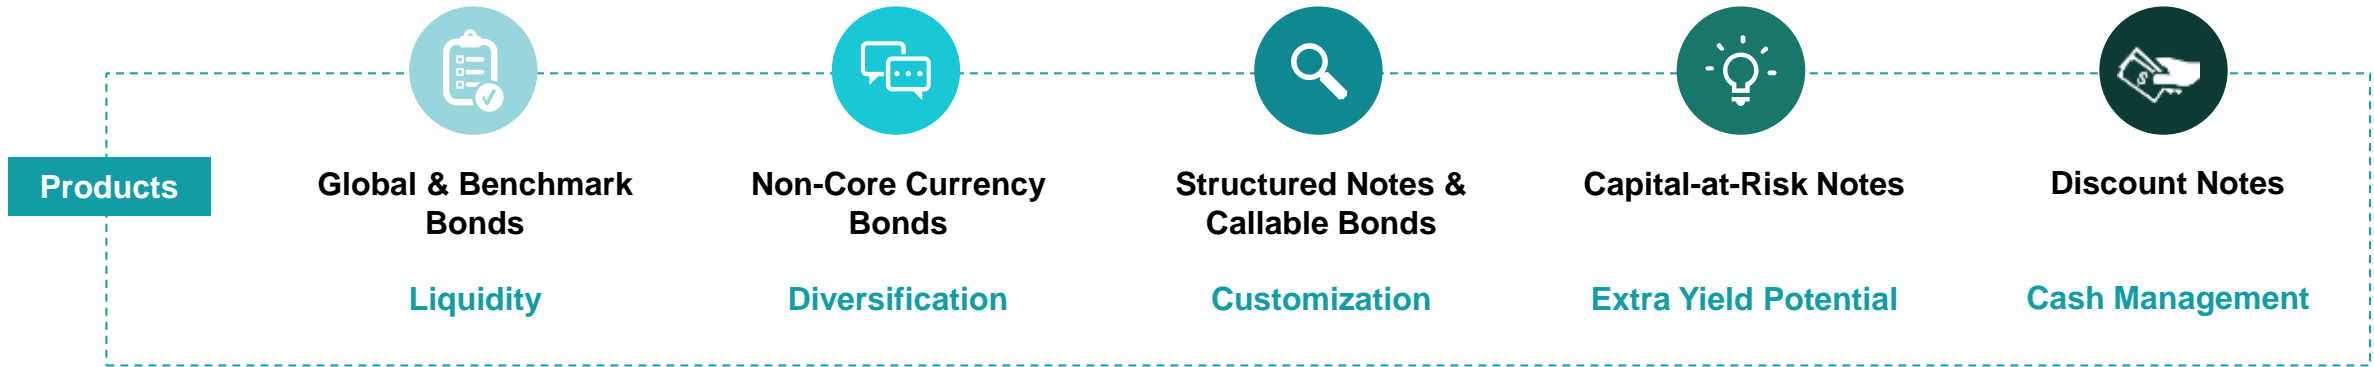 Products
Global & Benchmark
Bonds
Liquidity
Non-Core Currency
Bonds
Diversification
Structured Notes &
Callable Bonds
Customization
Capital-at-Risk Notes
Extra Yield Potential
Discount Notes
Cash Management